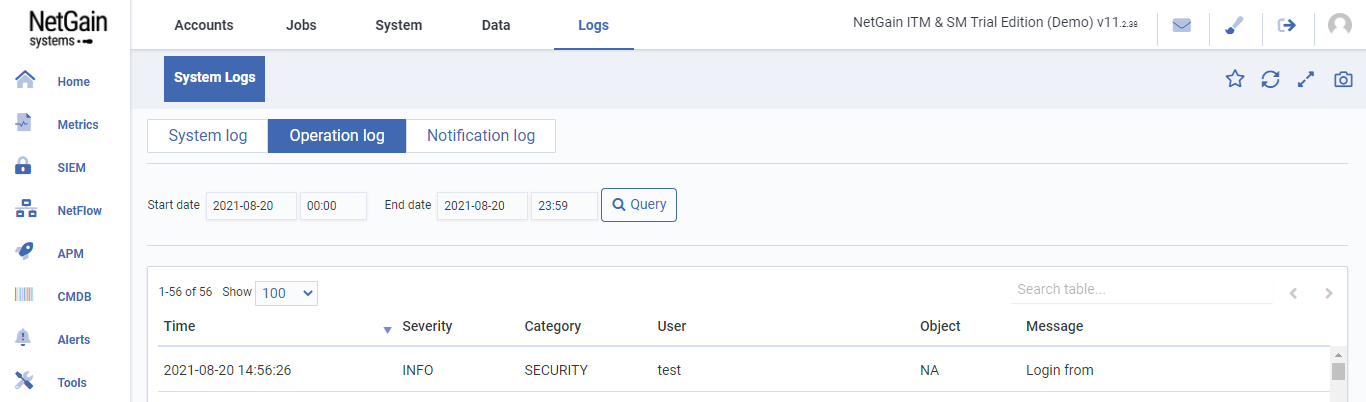 NetGain
systems
Accounts Jobs System Data Logs
NetGain ITM & SM Trial Edition (Demo) v11.2.38
System Logs
Home
Metrics
SIEM
NetFlow
APM
CMDB
Alerts
Tools
System log Operation log Notification log
Start date 2021-08-20 00:00 End date 2021-08-20 23:59 Query
1-56 of 56 Show 100 Search table...
Time Severity Category User Object Message
2021-08-20 14:56:26 INFO SECURITY test NA Login from